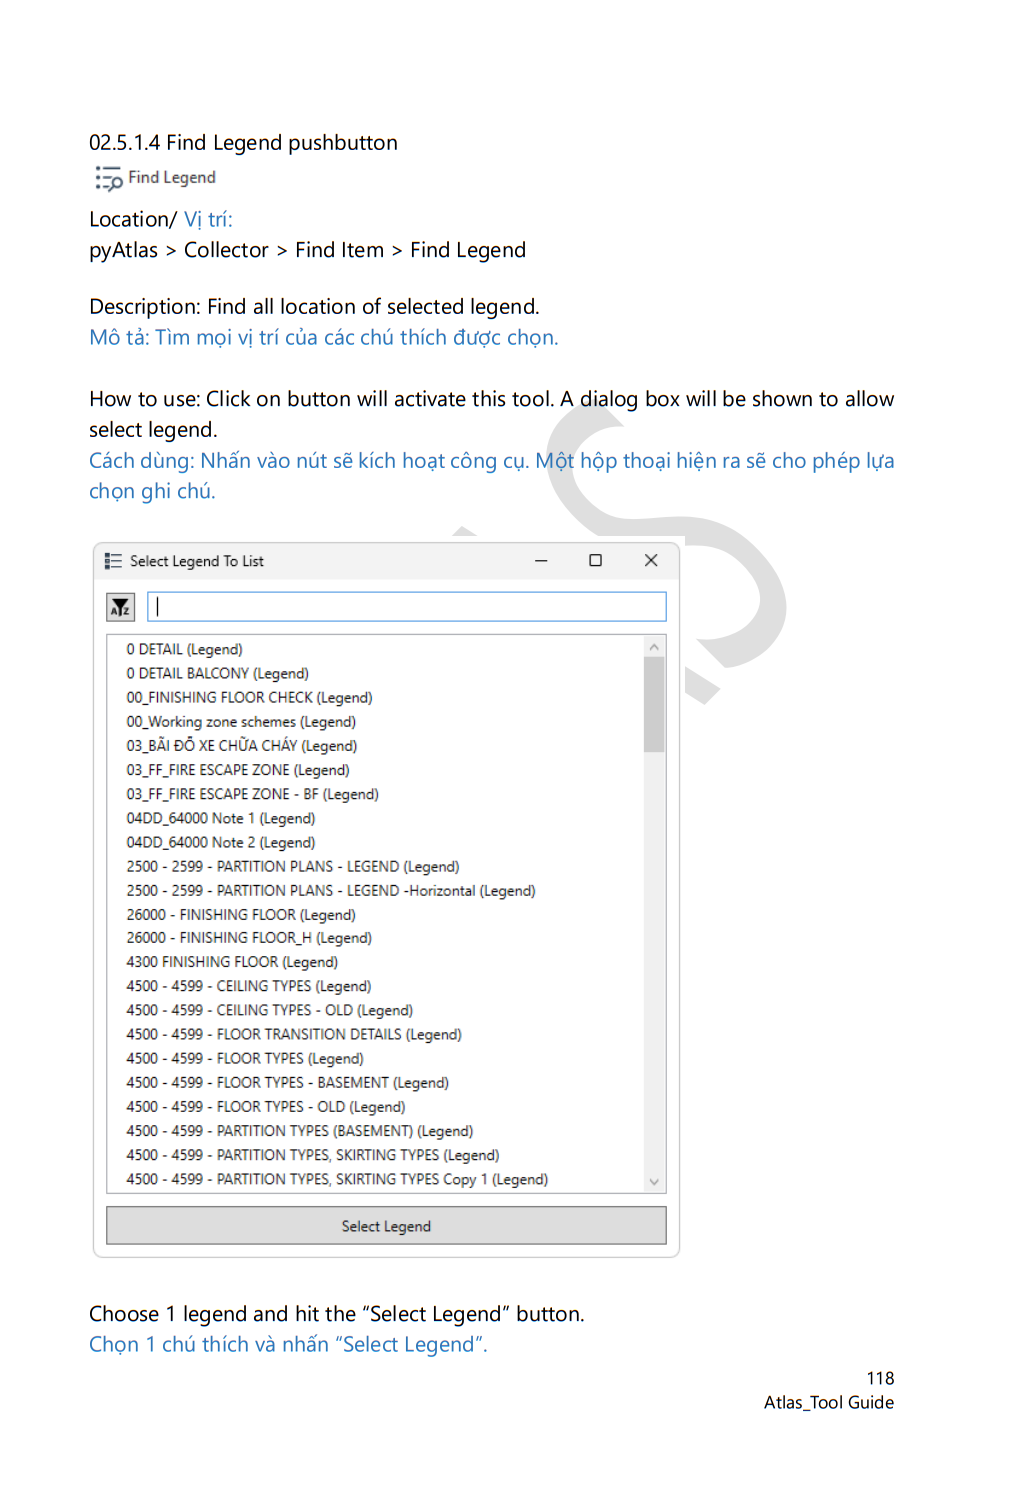 02.5.1.4 Find Legend pushbutton
Find Legend
Location/ Vị trí:
pyAtlas > Collector > Find Item > Find Legend
Description: Find all location of selected legend.
Mô tả: Tìm mọi vị trí của các chú thích được chọn.
How to use: Click on button will activate this tool. A dialog box will be shown to allow
select legend.
Cách dùng: Nhấn vào nút sẽ kích hoạt công cụ. Một hộp thoại hiện ra sẽ cho phép lựa
chọn ghi chú.
Select Legend To List
0 DETAIL (Legend)
0 DETAIL BALCONY (Legend)
00_FINISHING FLOOR CHECK (Legend)
00_Working zone schemes (Legend)
03_BÃI ĐỖ XE CHỮA CHÁY (Legend)
03_FF_FIRE ESCAPE ZONE (Legend)
03_FF_FIRE ESCAPE ZONE - BF (Legend)
04DD_64000 Note 1 (Legend)
04DD_64000 Note 2 (Legend)
2500 - 2599 - PARTITION PLANS - LEGEND (Legend)
2500 - 2599 - PARTITION PLANS - LEGEND -Horizontal (Legend)
26000 - FINISHING FLOOR (Legend)
26000 - FINISHING FLOOR_H (Legend)
4300 FINISHING FLOOR (Legend)
4500 - 4599 - CEILING TYPES (Legend)
4500 - 4599 - CEILING TYPES - OLD (Legend)
4500 - 4599 - FLOOR TRANSITION DETAILS (Legend)
4500 - 4599 - FLOOR TYPES (Legend)
4500 - 4599 - FLOOR TYPES - BASEMENT (Legend)
4500 - 4599 - FLOOR TYPES - OLD (Legend)
4500 - 4599 - PARTITION TYPES (BASEMENT) (Legend)
4500 - 4599 - PARTITION TYPES, SKIRTING TYPES (Legend)
4500 - 4599 - PARTITION TYPES, SKIRTING TYPES Copy 1 (Legend)
Select Legend
Choose 1 legend and hit the “Select Legend” button.
Chọn 1 chú thích và nhấn “Select Legend”.
118
Atlas_Tool Guide